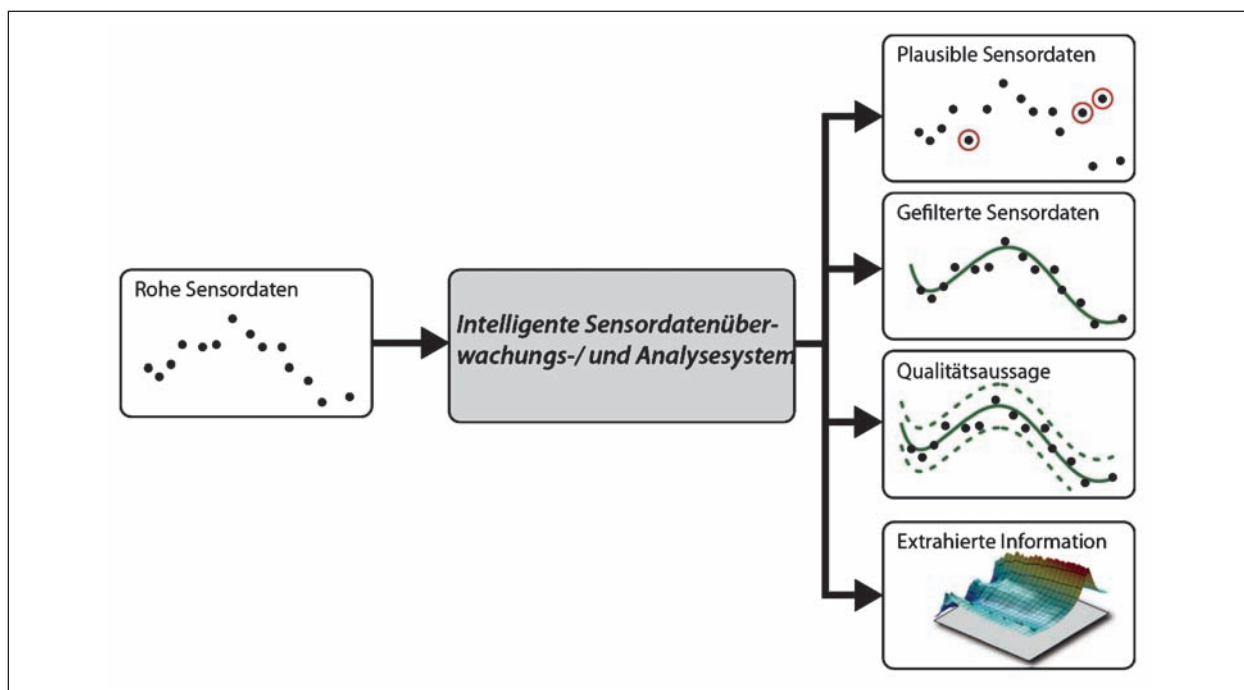 Rohe Sensordaten
Intelligente Sensordatenüber-
wachungs-/ und Analysesystem
Plausible Sensordaten
Gefilterte Sensordaten
Qualitätsaussage
Extrahierte Information